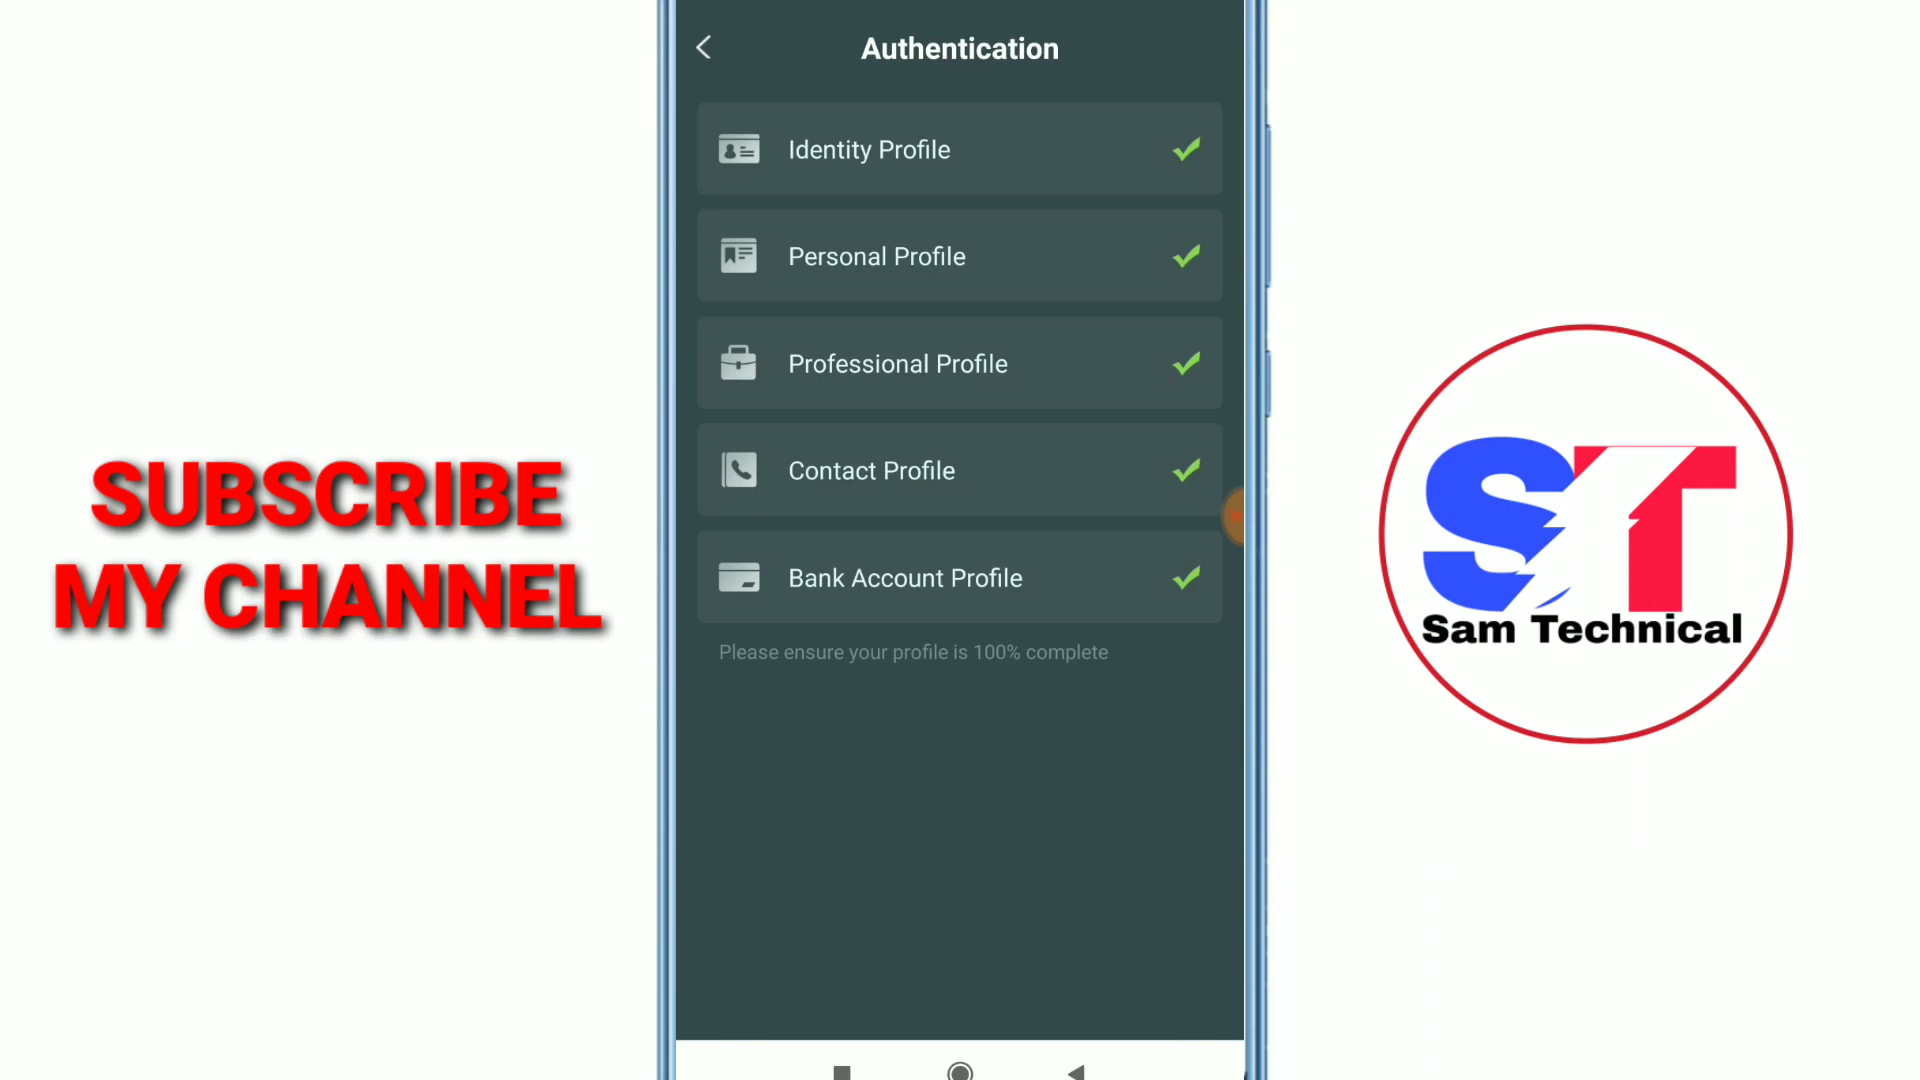 Authentication
Identity Profile
Personal Profile
Professional Profile
Contact Profile
Bank Account Profile
Please ensure your profile is 100% complete
SUBSCRIBE
MY CHANNEL
ST
Sam Technical